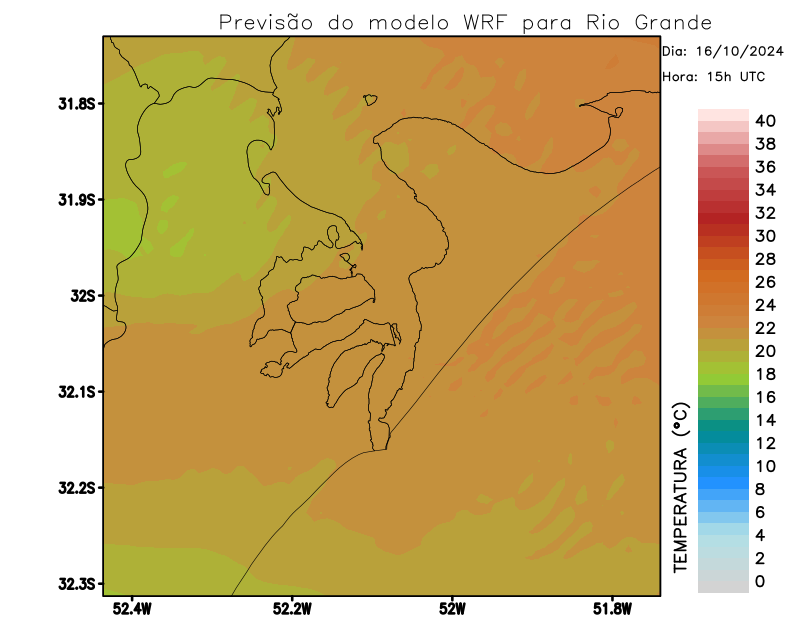 Previsão do modelo WRF para Rio Grande
Dia: 16/10/2024
Hora: 15h UTC
31.8S
31.9S
32S
32.1S
32.2S
32.3S
52.4W
52.2W
52W
51.8W
TEMPERATURA (°C)
40
38
36
34
32
30
28
26
24
22
20
18
16
14
12
10
8
6
4
2
0